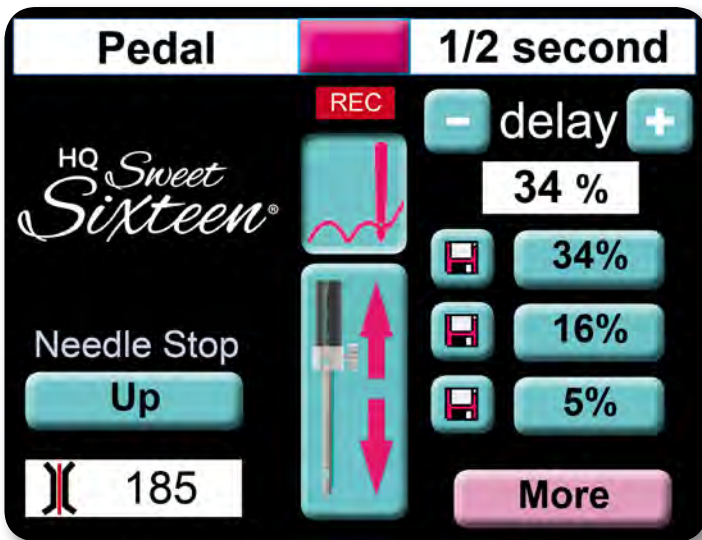 Pedal
1/2 second
REC
- delay +
34 %
HQ Sweet
Sixteen®
34%
16%
5%
Needle Stop
Up
185
More